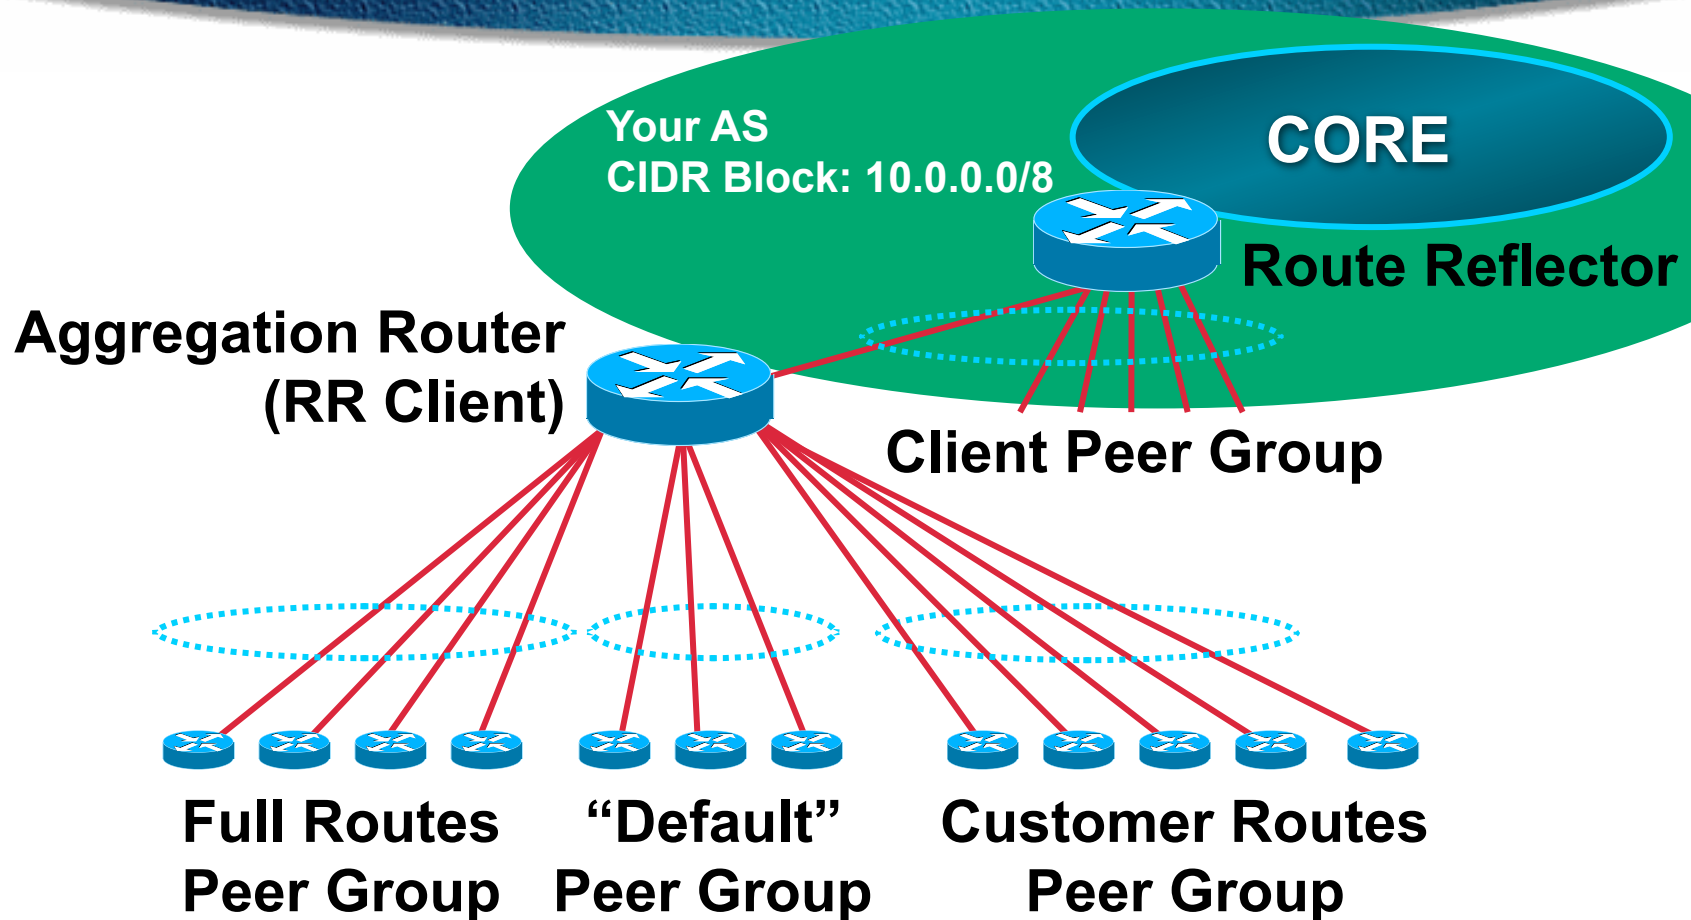 Your AS
CIDR Block: 10.0.0.0/8
CORE
Route Reflector
Aggregation Router
(RR Client)
Client Peer Group
Full Routes
Peer Group
“Default”
Peer Group
Customer Routes
Peer Group